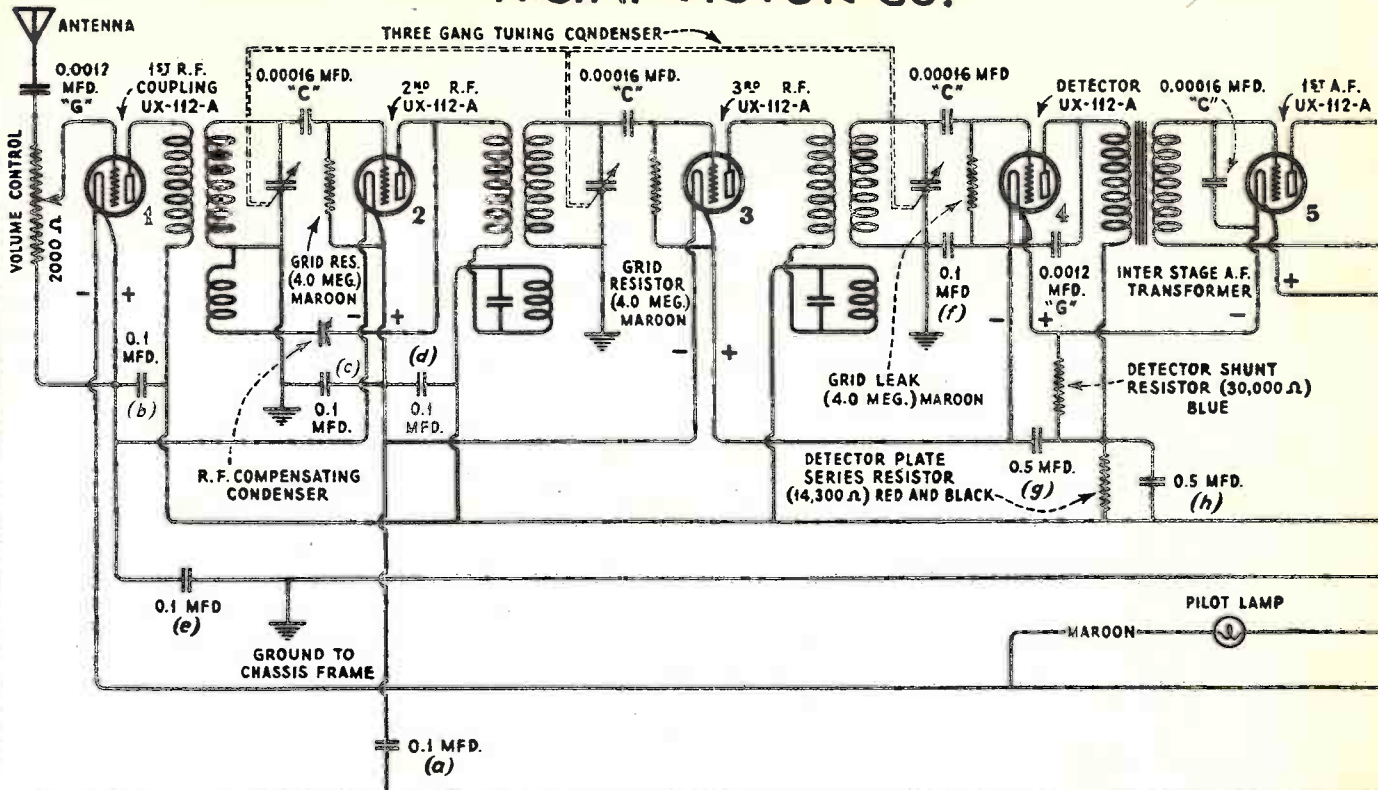 MOTOR CO.
ANTENNA
THREE GANG TUNING CONDENSER
0.0012
MFD.
"G"
1ST R.F.
COUPLING
UX-112-A
0.00016 MFD.
"C"
2ND R.F.
UX-112-A
0.00016 MFD.
"C"
3RD R.F.
UX-112-A
0.00016 MFD
"C"
DETECTOR
UX-112-A
0.00016 MFD.
"C"
1ST A.F.
UX-112-A
VOLUME CONTROL
2000 Ω
1
2
3
4
5
GRID RES.
(4.0 MEG.)
MAROON
GRID
RESISTOR
(4.0 MEG.)
MAROON
0.1
MFD
(f)
0.0012
MFD.
"G"
INTER STAGE A.F.
TRANSFORMER
- +
- +
- +
- +
- +
0.1
MFD.
(b)
(c)
0.1
MFD.
(d)
0.1
MFD.
GRID LEAK
(4.0 MEG.) MAROON
DETECTOR SHUNT
RESISTOR (30,000 Ω)
BLUE
R.F. COMPENSATING
CONDENSER
DETECTOR PLATE
SERIES RESISTOR
(14,300 Ω) RED AND BLACK
0.5 MFD.
(g)
0.5 MFD.
(h)
0.1 MFD
(e)
GROUND TO
CHASSIS FRAME
PILOT LAMP
MAROON
0.1 MFD.
(a)